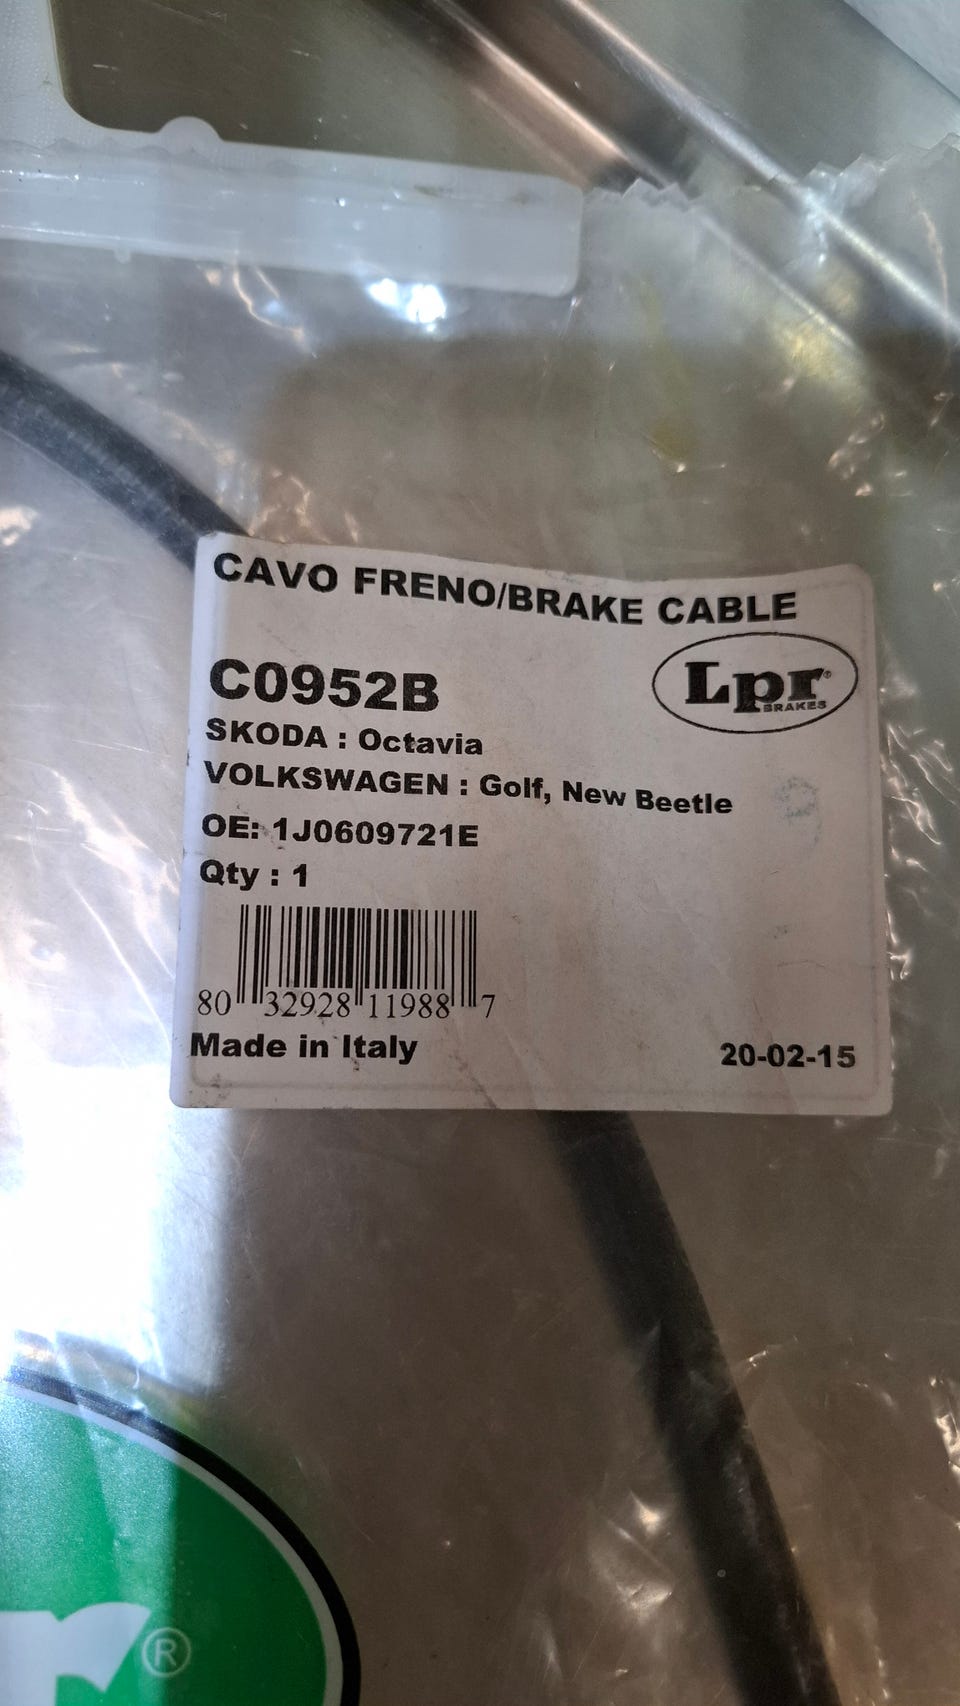 CAVO FRENO/BRAKE CABLE
C0952B
Lpr®
BRAKES
SKODA : Octavia
VOLKSWAGEN : Golf, New Beetle
OE: 1J0609721E
Qty : 1
80 32928 11988 7
Made in Italy
20-02-15
r®